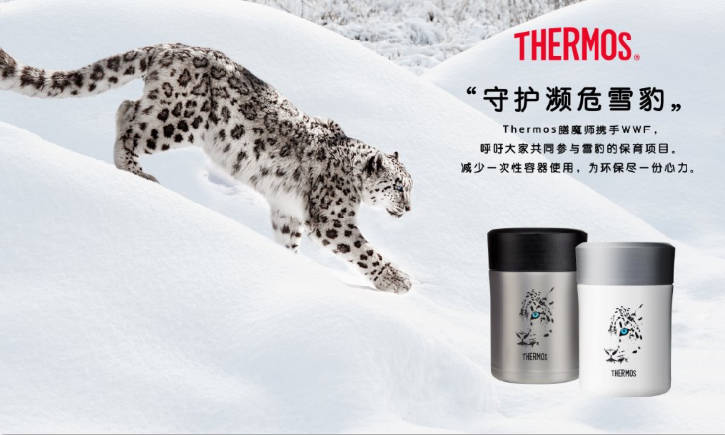 THERMOS®
“守护濒危雪豹”
Thermos膳魔师携手WWF，
呼吁大家共同参与雪豹的保育项目。
减少一次性容器使用，为环保尽一份心力。
THERMOS
THERMOS